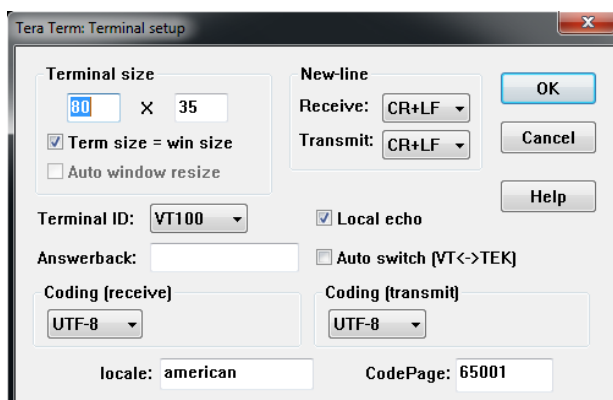 Tera Term: Terminal setup
Terminal size
80 X 35
Term size = win size
Auto window resize
New-line
Receive: CR+LF
Transmit: CR+LF
OK
Cancel
Help
Terminal ID: VT100
Local echo
Answerback:
Auto switch (VT<->TEK)
Coding (receive)
UTF-8
Coding (transmit)
UTF-8
locale: american
CodePage: 65001